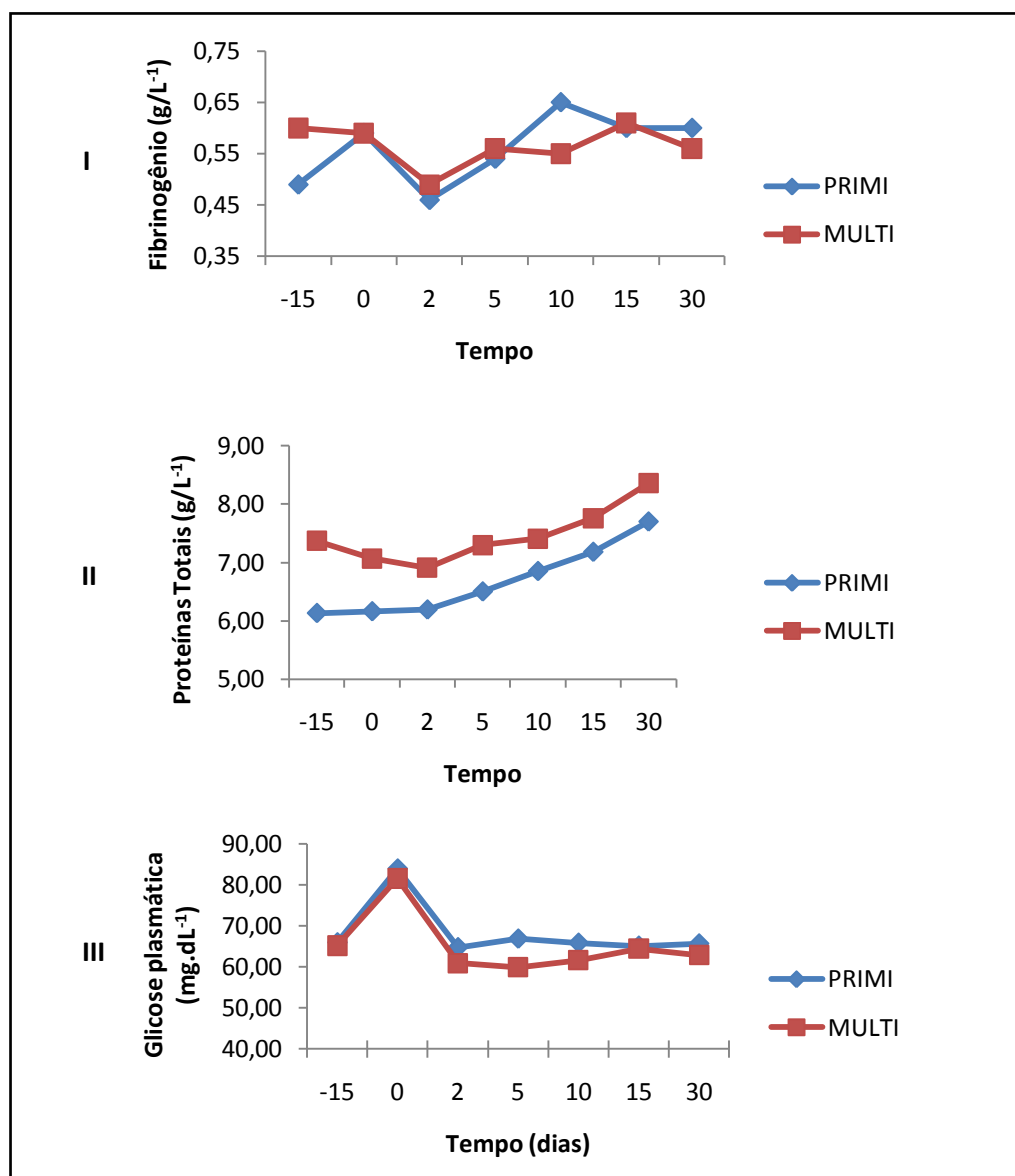 I
Fibrinogênio (g/L⁻¹)
0,75
0,65
0,55
0,45
0,35
-15 0 2 5 10 15 30
Tempo
PRIMI
MULTI
II
Proteínas Totais (g/L⁻¹)
9,00
8,00
7,00
6,00
5,00
-15 0 2 5 10 15 30
Tempo
PRIMI
MULTI
III
Glicose plasmática
(mg.dL⁻¹)
90,00
80,00
70,00
60,00
50,00
40,00
-15 0 2 5 10 15 30
Tempo (dias)
PRIMI
MULTI